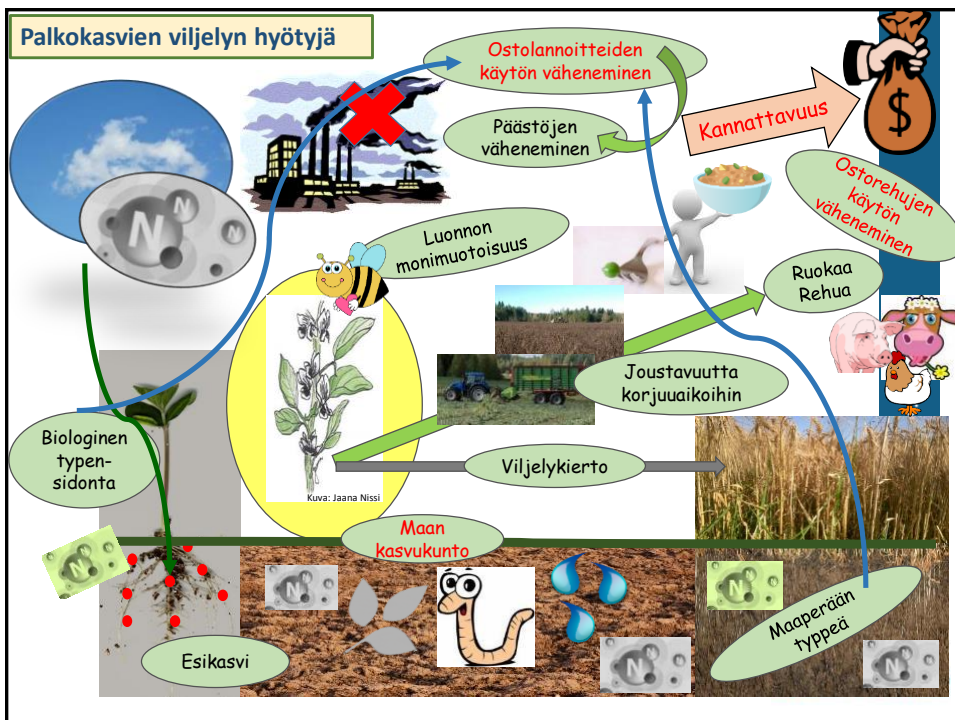 Palkokasvien viljelyn hyötyjä
Ostolannoitteiden
käytön väheneminen
Päästöjen
väheneminen
Kannattavuus
$
Ostorehujen
käytön
väheneminen
Luonnon
monimuotoisuus
Ruokaa
Rehua
Joustavuutta
korjuuaikoihin
Biologinen
typen-
sidonta
Viljelykierto
Kuva: Jaana Nissi
Maan
kasvukunto
Esikasvi
Maaperään
typpeä
N
N
N
N
N
N
N
N
N
N
N
N
N